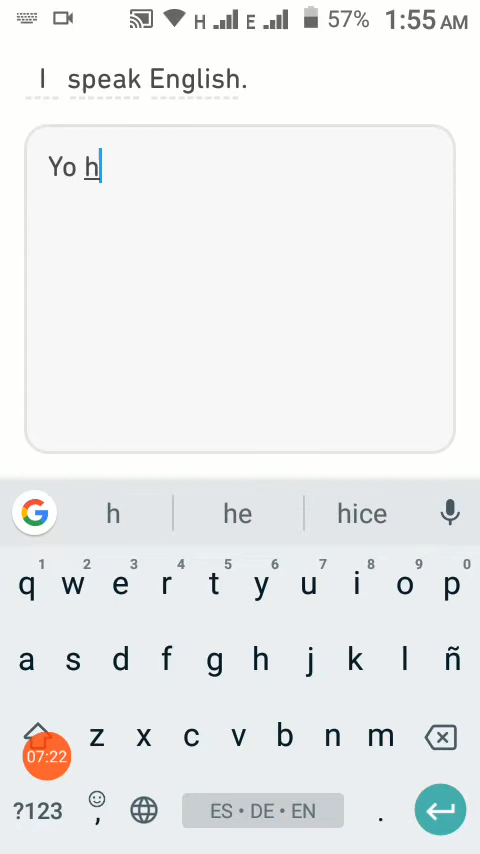 H E 57% 1:55 AM
I speak English.
Yo h
h he hice
1 2 3 4 5 6 7 8 9 0
q w e r t y u i o p
a s d f g h j k l ñ
z x c v b n m
07:22
?123 , ES • DE • EN .